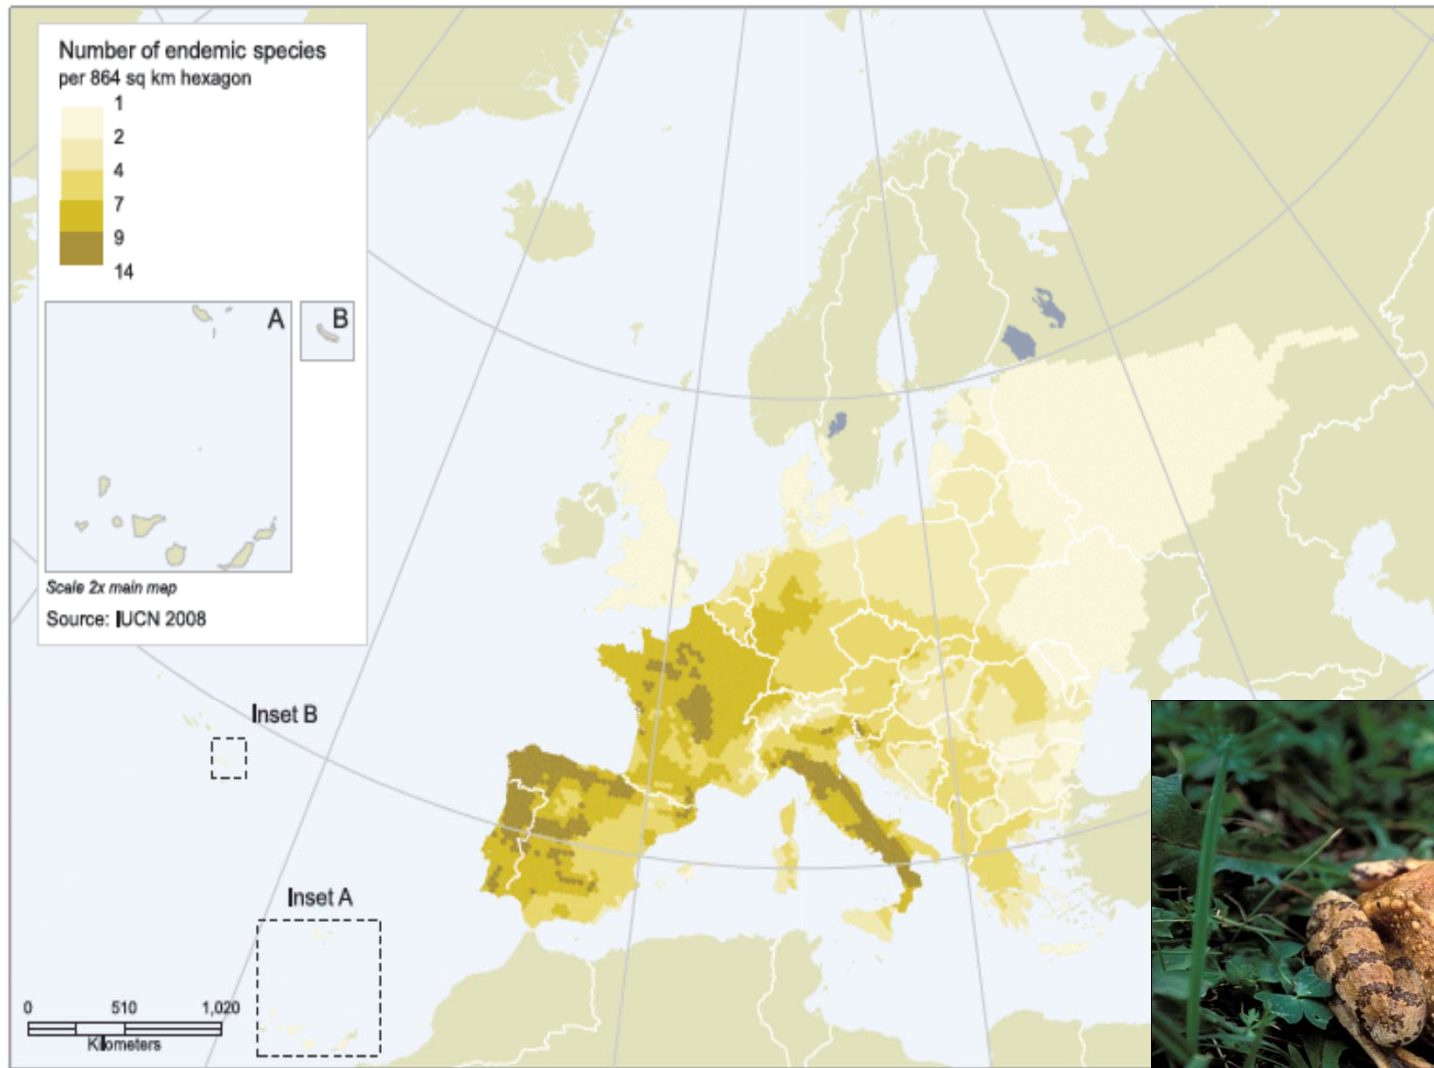 Number of endemic species
per 864 sq km hexagon
1
2
4
7
9
14
A
B
Scale 2x main map
Source: IUCN 2008
Inset B
Inset A
0 510 1,020
Kilometers